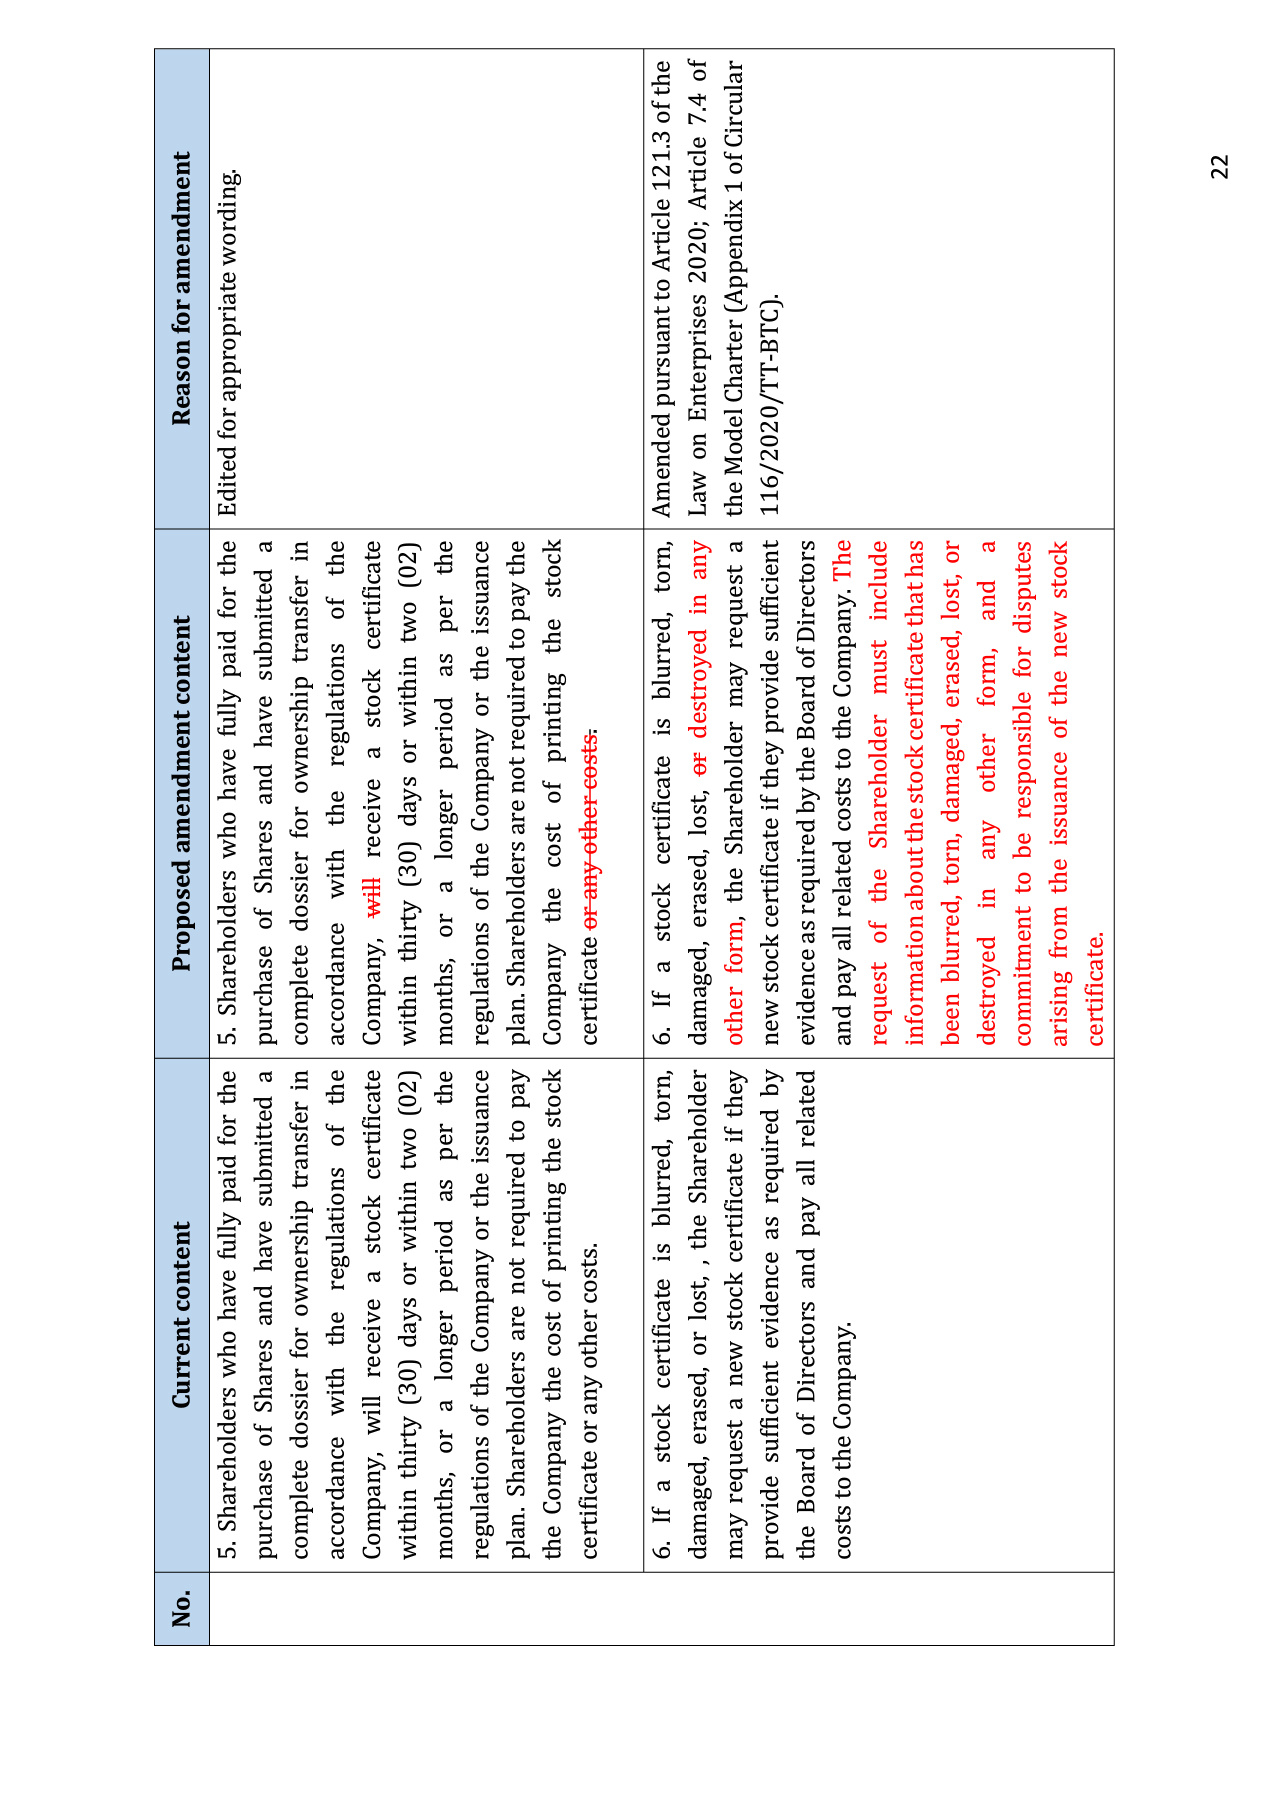 No.
Current content
Proposed amendment content
Reason for amendment
5. Shareholders who have fully paid for the
purchase of Shares and have submitted a
complete dossier for ownership transfer in
accordance with the regulations of the
Company, will receive a stock certificate
within thirty (30) days or within two (02)
months, or a longer period as per the
regulations of the Company or the issuance
plan. Shareholders are not required to pay
the Company the cost of printing the stock
certificate or any other costs.
5. Shareholders who have fully paid for the
purchase of Shares and have submitted a
complete dossier for ownership transfer in
accordance with the regulations of the
Company, will receive a stock certificate
within thirty (30) days or within two (02)
months, or a longer period as per the
regulations of the Company or the issuance
plan. Shareholders are not required to pay the
Company the cost of printing the stock
certificate or any other costs.
Edited for appropriate wording.
6. If a stock certificate is blurred, torn,
damaged, erased, or lost, , the Shareholder
may request a new stock certificate if they
provide sufficient evidence as required by
the Board of Directors and pay all related
costs to the Company.
6. If a stock certificate is blurred, torn,
damaged, erased, lost, or destroyed in any
other form, the Shareholder may request a
new stock certificate if they provide sufficient
evidence as required by the Board of Directors
and pay all related costs to the Company. The
request of the Shareholder must include
information about the stock certificate that has
been blurred, torn, damaged, erased, lost, or
destroyed in any other form, and a
commitment to be responsible for disputes
arising from the issuance of the new stock
certificate.
Amended pursuant to Article 121.3 of the
Law on Enterprises 2020; Article 7.4 of
the Model Charter (Appendix 1 of Circular
116/2020/TT-BTC).
22